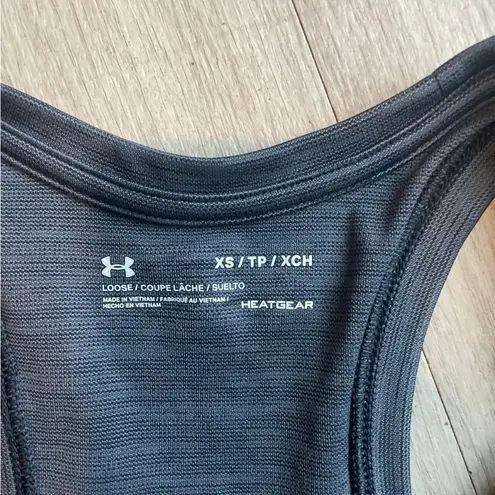 XS / TP / XCH
LOOSE / COUPE LÂCHE / SUELTO
MADE IN VIETNAM / FABRIQUÉ AU VIETNAM /
HECHO EN VIETNAM
HEATGEAR